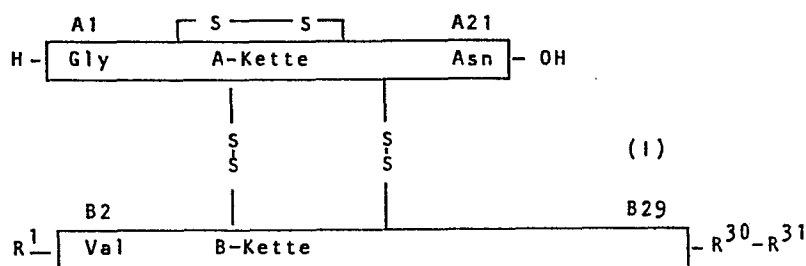 A1 S S A21
H- Gly A-Kette Asn - OH
S S
S S
(I)
B2 B29
R¹ Val B-Kette -R³⁰-R³¹